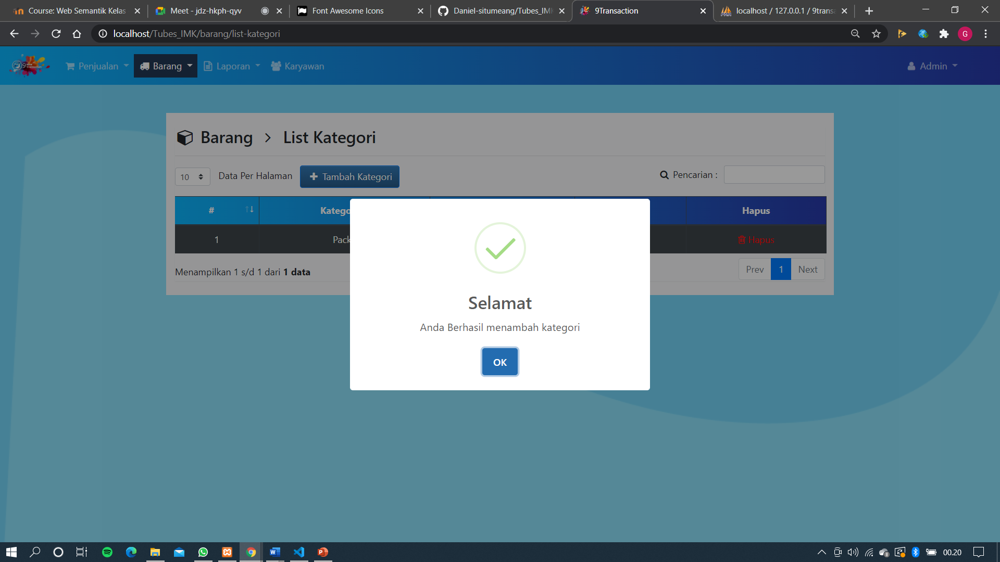 Course: Web Semantik Kelas
Meet - jdz-hkph-qyv
Font Awesome Icons
Daniel-situmeang/Tubes_IM
9Transaction
localhost / 127.0.0.1 / 9trans
localhost/Tubes_IMK/barang/list-kategori
G
Penjualan
Barang
Laporan
Karyawan
Admin
Barang > List Kategori
10
Data Per Halaman
Tambah Kategori
Pencarian :
#
Katego
Hapus
1
Pack
Hapus
Menampilkan 1 s/d 1 dari 1 data
Prev 1 Next
Selamat
Anda Berhasil menambah kategori
OK
00.20